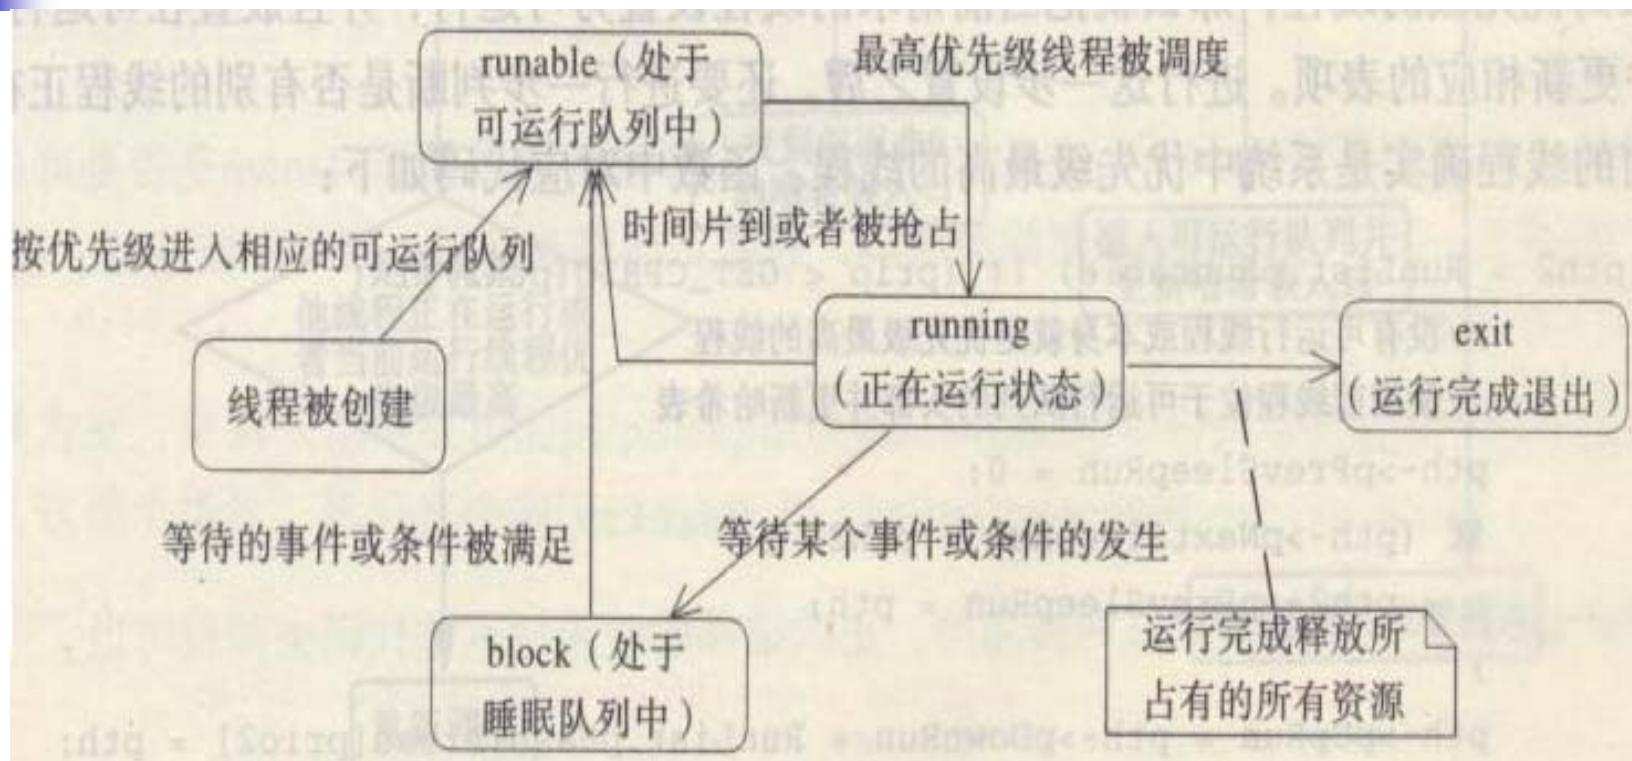 runable（处于
可运行队列中）
最高优先级线程被调度
按优先级进入相应的可运行队列
时间片到或者被抢占
线程被创建
running
（正在运行状态）
exit
（运行完成退出）
等待的事件或条件被满足
等待某个事件或条件的发生
block（处于
睡眠队列中）
运行完成释放所
占有的所有资源